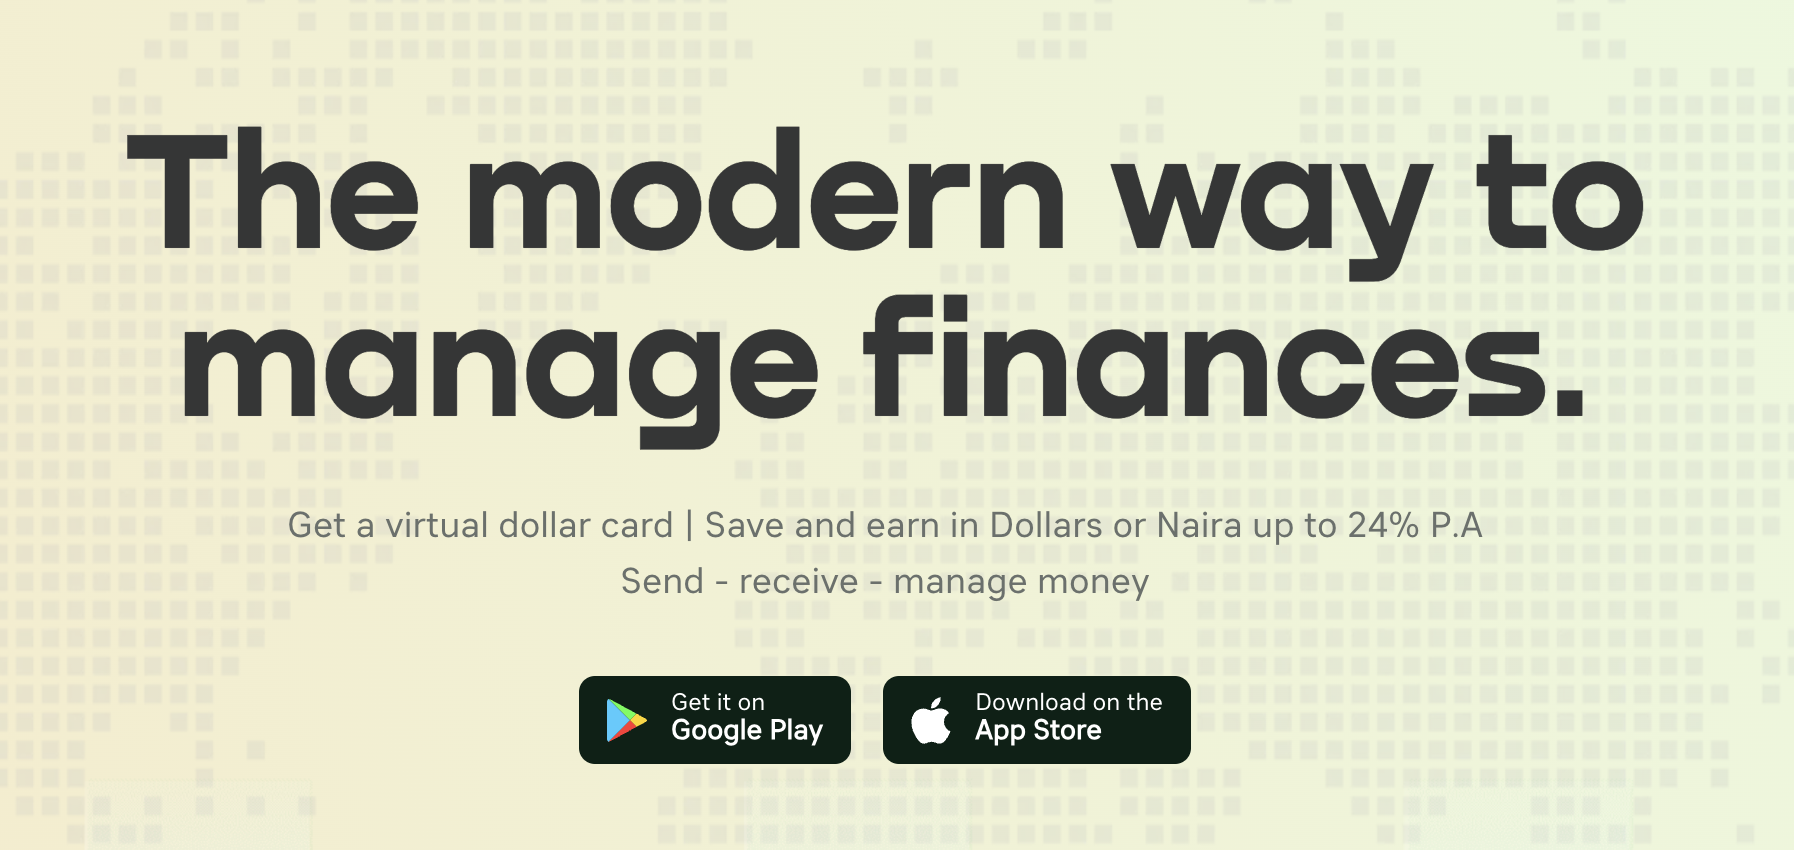 The modern way to
manage finances.
Get a virtual dollar card | Save and earn in Dollars or Naira up to 24% P.A
Send - receive - manage money
Get it on
Google Play
Download on the
App Store